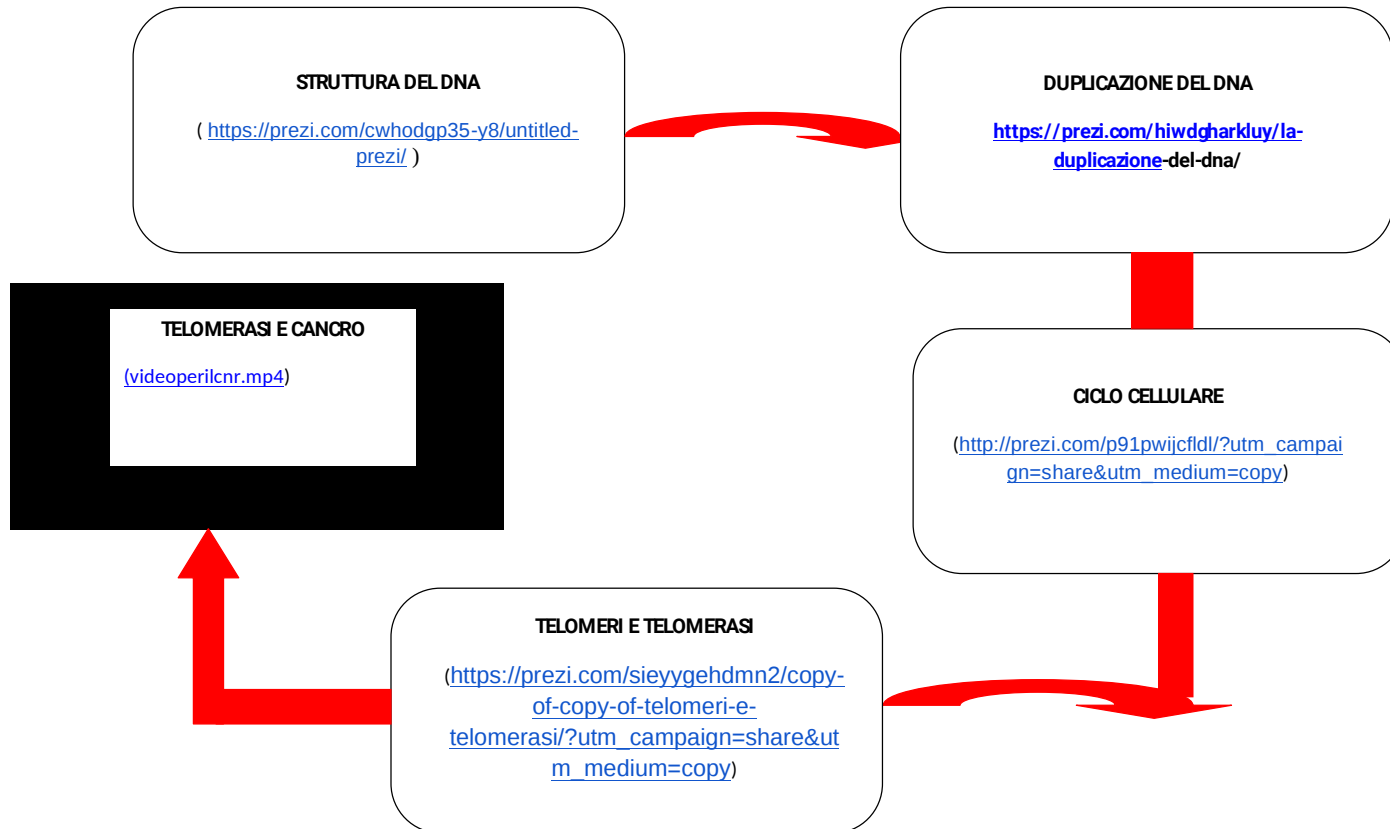 STRUTTURA DEL DNA
( https://prezi.com/cwhodgp35-y8/untitled-
prezi/ )
DUPLICAZIONE DEL DNA
https://prezi.com/hiwdgharkluy/la-
duplicazione-del-dna/
TELOMERASI E CANCRO
(videoperilcnr.mp4)
CICLO CELLULARE
(http://prezi.com/p91pwijcfldl/?utm_campai
gn=share&utm_medium=copy)
TELOMERI E TELOMERASI
(https://prezi.com/sieyygehdmn2/copy-
of-copy-of-telomeri-e-
telomerasi/?utm_campaign=share&ut
m_medium=copy)